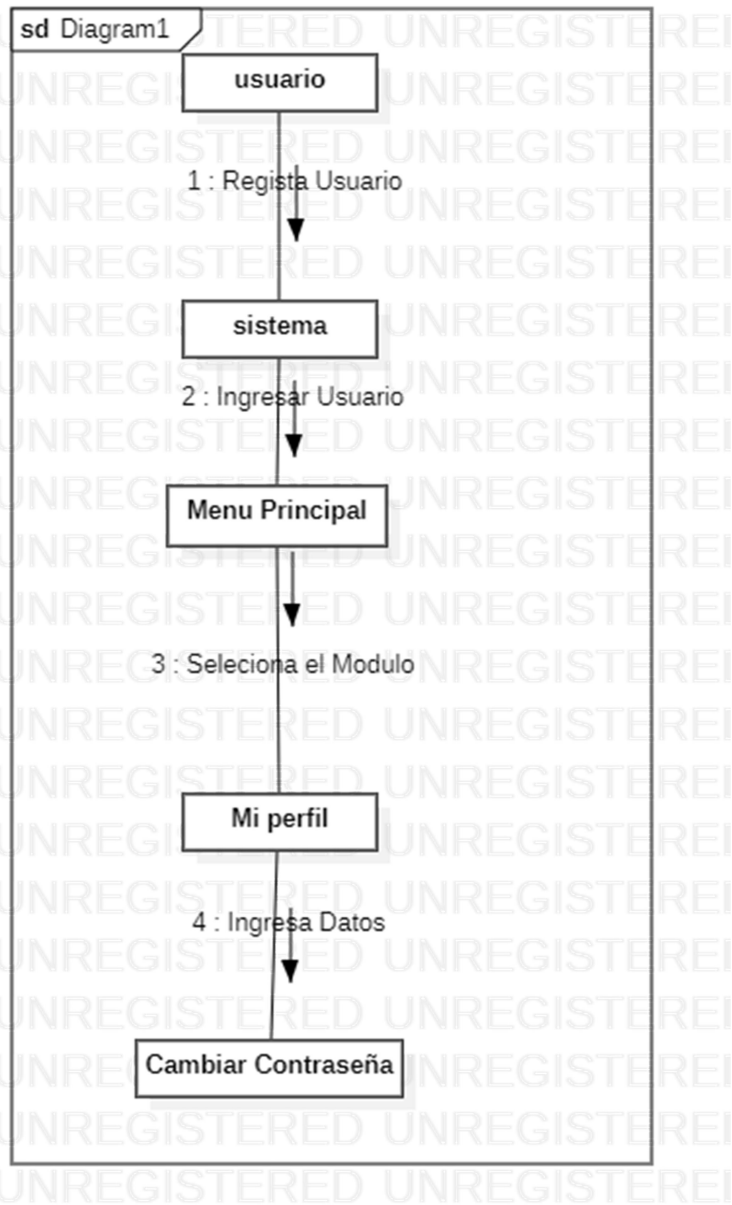 sd Diagram1
usuario
1 : Regista Usuario
sistema
2 : Ingresar Usuario
Menu Principal
3 : Seleciona el Modulo
Mi perfil
4 : Ingresa Datos
Cambiar Contraseña
UNREGISTERED